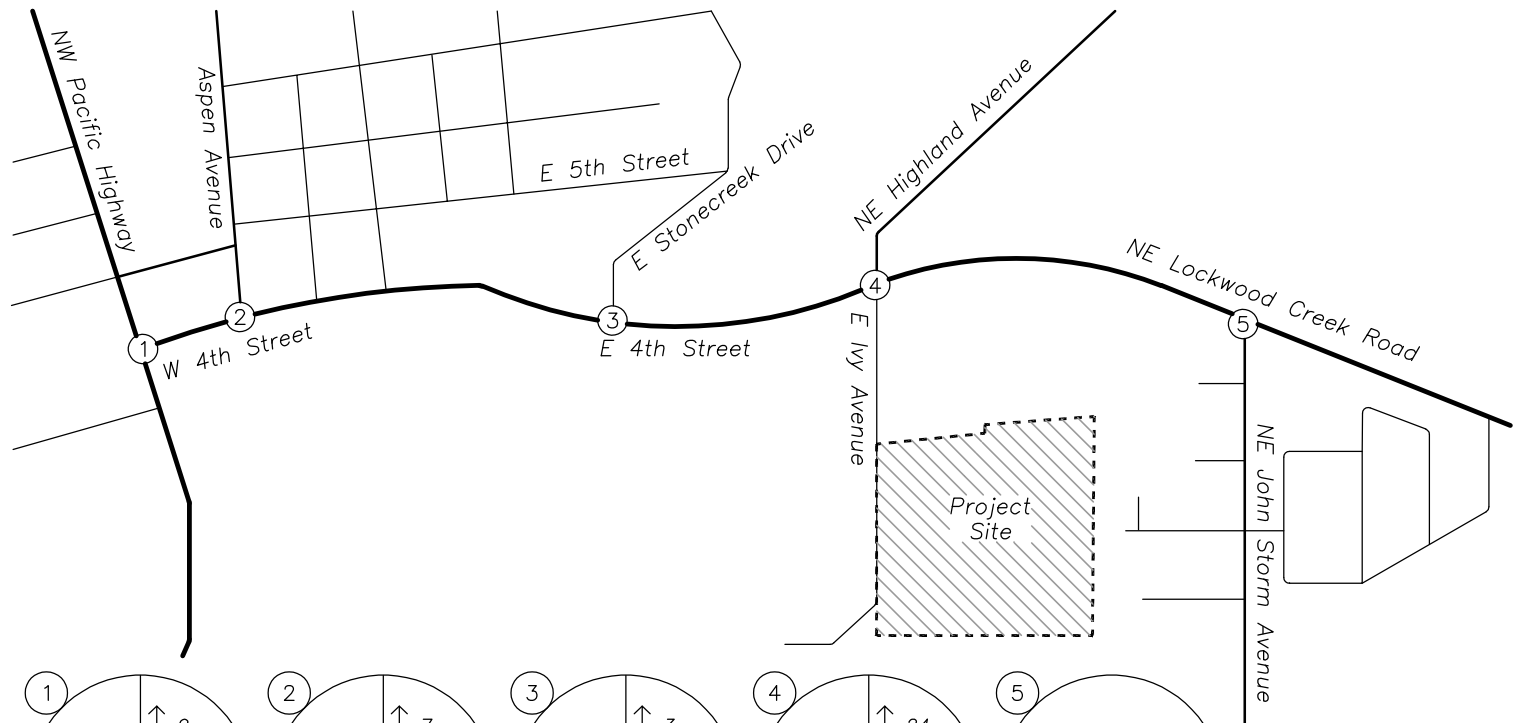 NW Pacific Highway
Aspen Avenue
E 5th Street
E Stonecreek Drive
NE Highland Avenue
NE Lockwood Creek Road
1
2
3
4
5
W 4th Street
E 4th Street
E Ivy Avenue
NE John Storm Avenue
Project
Site
1
2
3
4
5